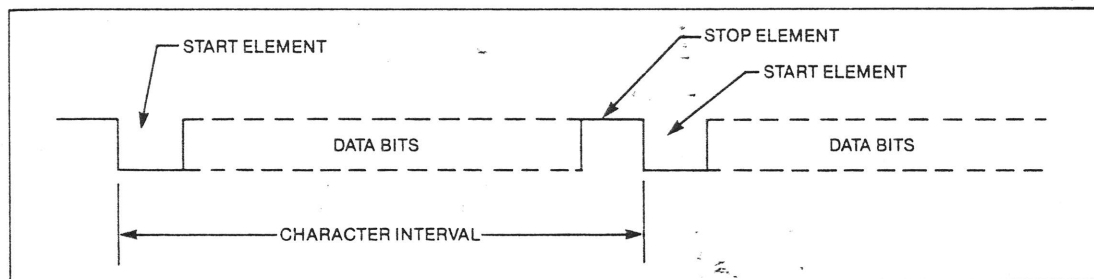 START ELEMENT
STOP ELEMENT
START ELEMENT
DATA BITS
DATA BITS
CHARACTER INTERVAL